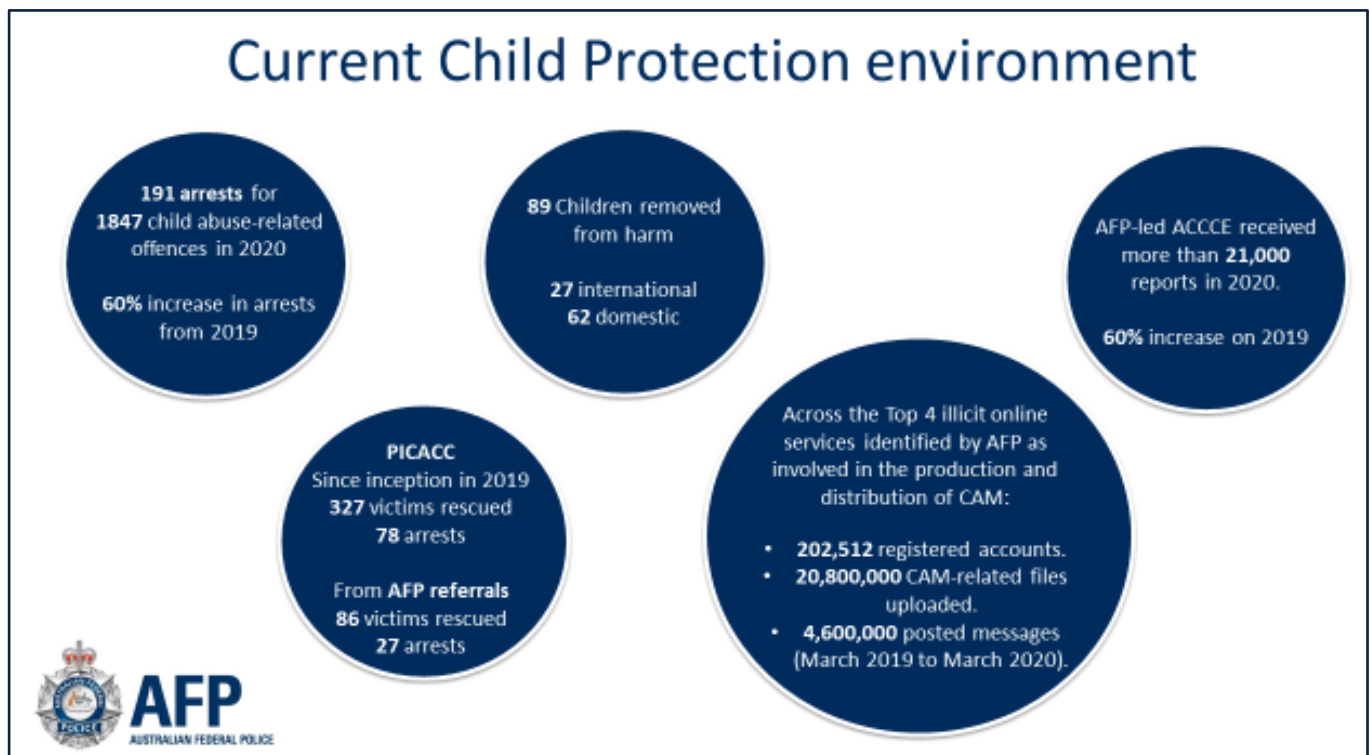 Current Child Protection environment
191 arrests for
1847 child abuse-related
offences in 2020
60% increase in arrests
from 2019
89 Children removed
from harm
27 international
62 domestic
AFP-led ACCCE received
more than 21,000
reports in 2020.
60% increase on 2019
PICACC
Since inception in 2019
327 victims rescued
78 arrests
From AFP referrals
86 victims rescued
27 arrests
Across the Top 4 illicit online
services identified by AFP as
involved in the production and
distribution of CAM:
• 202,512 registered accounts.
• 20,800,000 CAM-related files
uploaded.
• 4,600,000 posted messages
(March 2019 to March 2020).
AUSTRALIAN FEDERAL
POLICE
AFP
AUSTRALIAN FEDERAL POLICE